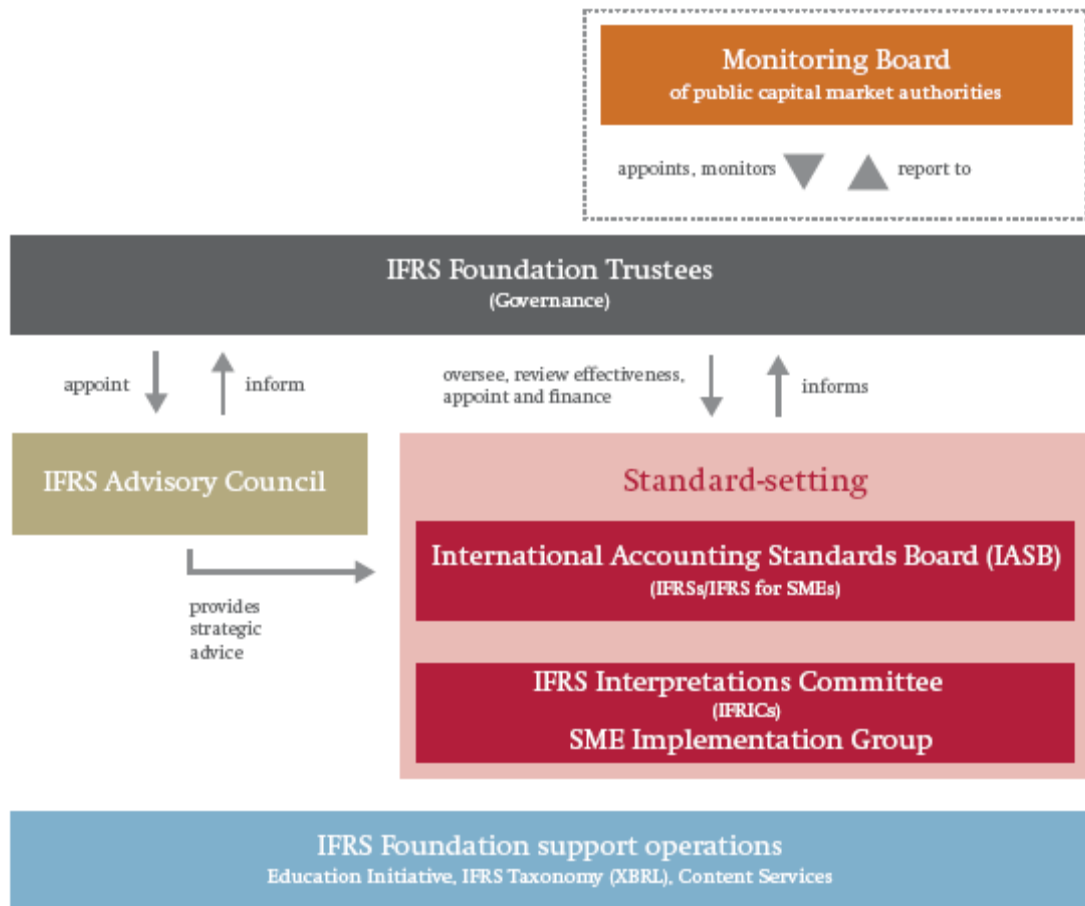 Monitoring Board
of public capital market authorities
appoints, monitors
report to
IFRS Foundation Trustees
(Governance)
appoint
inform
oversee, review effectiveness,
appoint and finance
informs
IFRS Advisory Council
Standard-setting
International Accounting Standards Board (IASB)
(IFRSs/IFRS for SMEs)
provides
strategic
advice
IFRS Interpretations Committee
(IFRICs)
SME Implementation Group
IFRS Foundation support operations
Education Initiative, IFRS Taxonomy (XBRL), Content Services